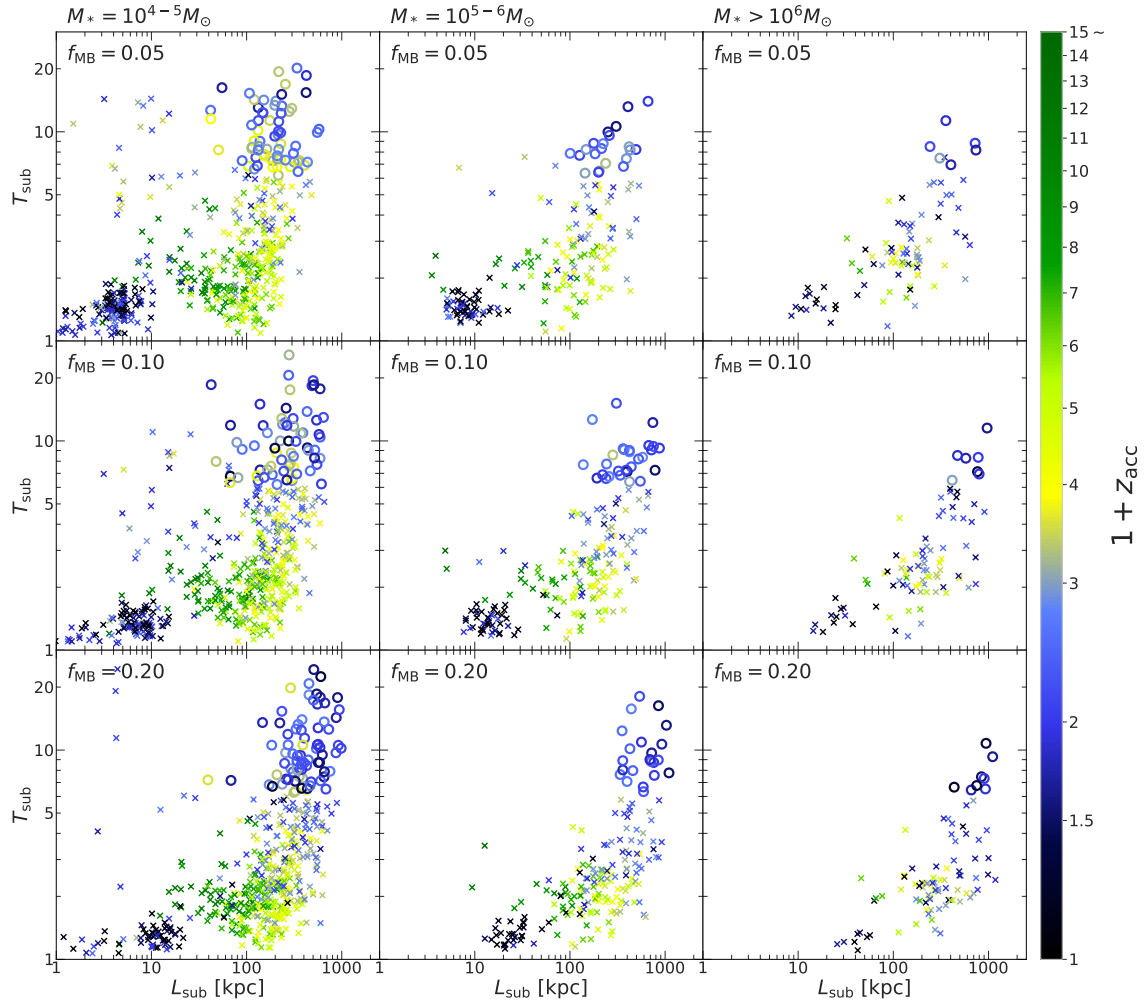 M* = 10^4−5 M⊙ M* = 10^5−6 M⊙ M* > 10^6 M⊙
f_MB = 0.05 f_MB = 0.05 f_MB = 0.05
20
10
5
1
T_sub
f_MB = 0.10 f_MB = 0.10 f_MB = 0.10
20
10
5
1
T_sub
f_MB = 0.20 f_MB = 0.20 f_MB = 0.20
20
10
5
1
T_sub
1 10 100 1000 1 10 100 1000 1 10 100 1000
L_sub [kpc] L_sub [kpc] L_sub [kpc]
15 ~
14
13
12
11
10
9
8
7
6
5
4
3
2
1.5
1
1 + z_acc